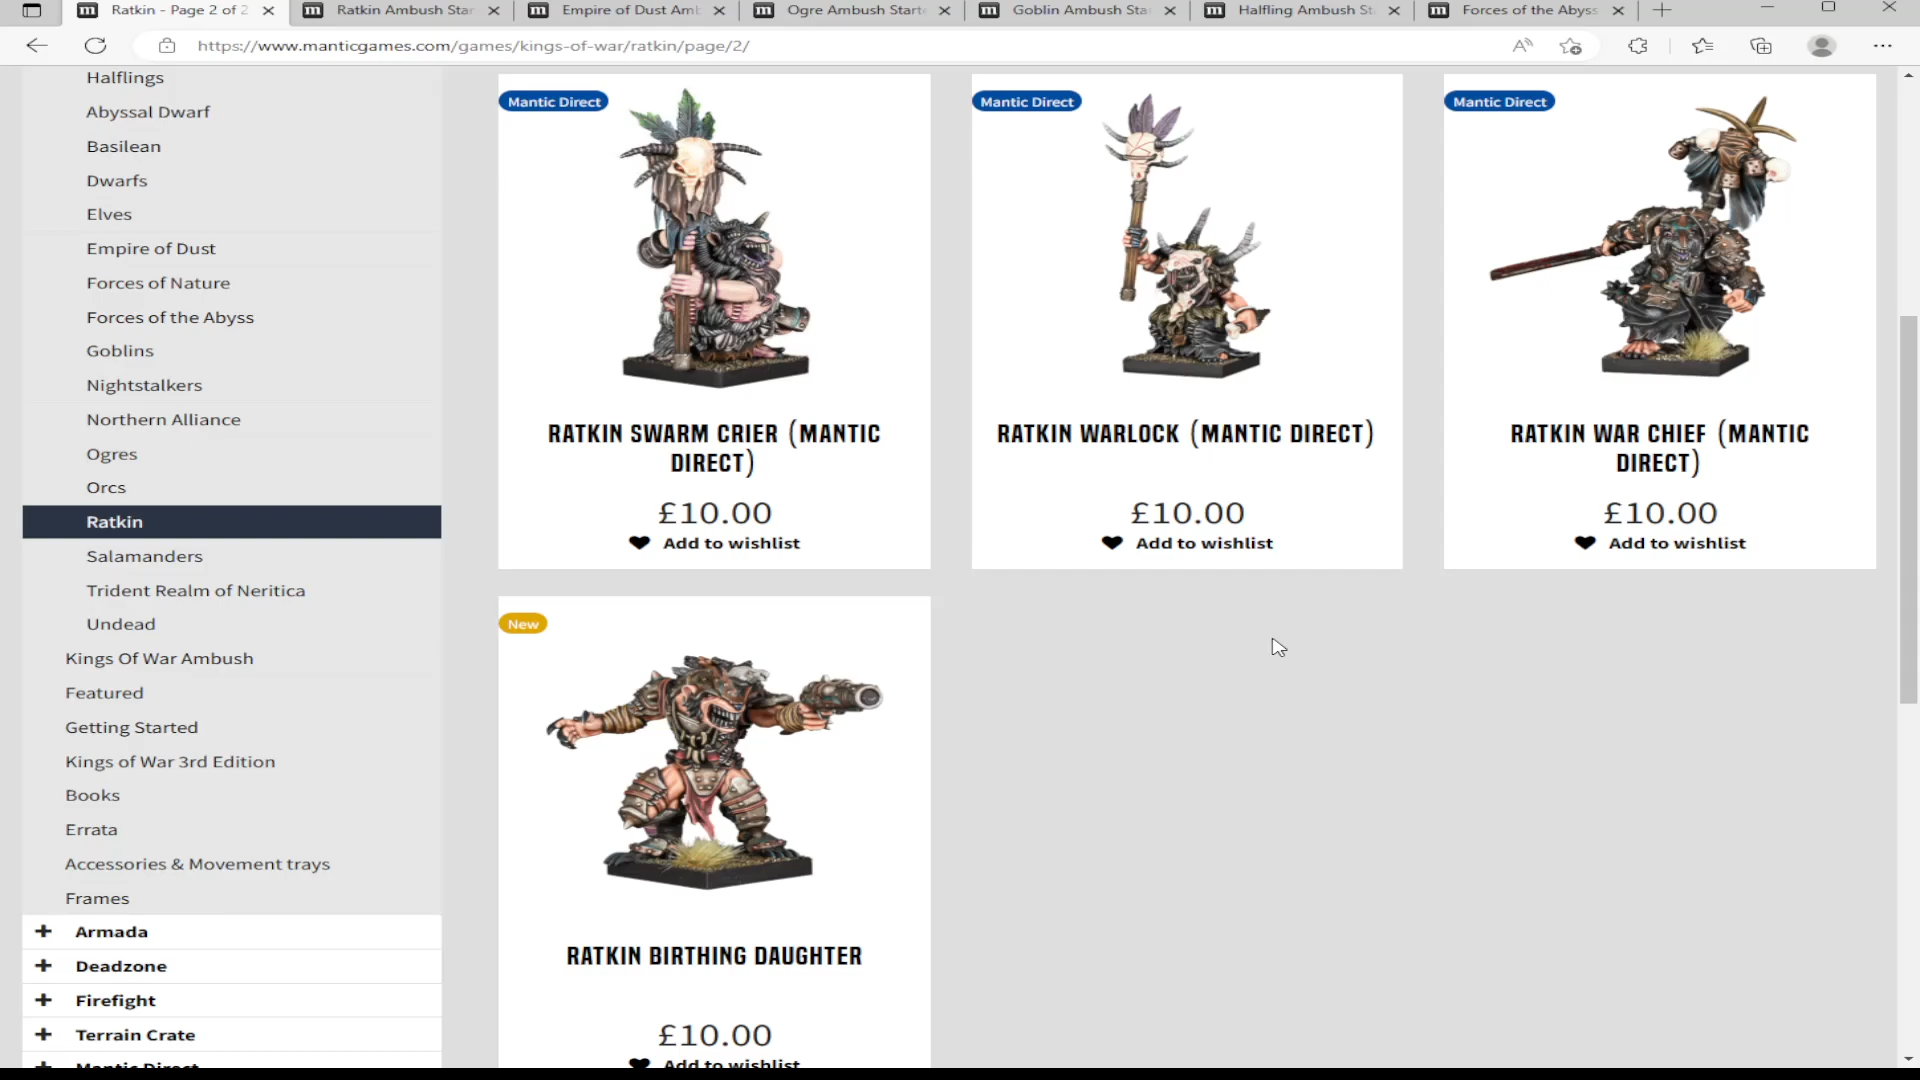 Ratkin - Page 2 of 2
Ratkin Ambush Star
Empire of Dust Amb
Ogre Ambush Starte
Goblin Ambush Sta
Halfling Ambush St
Forces of the Abyss
https://www.manticgames.com/games/kings-of-war/ratkin/page/2/
Halflings
Abyssal Dwarf
Basilean
Dwarfs
Elves
Empire of Dust
Forces of Nature
Forces of the Abyss
Goblins
Nightstalkers
Northern Alliance
Ogres
Orcs
Ratkin
Salamanders
Trident Realm of Neritica
Undead
Kings Of War Ambush
Featured
Getting Started
Kings of War 3rd Edition
Books
Errata
Accessories & Movement trays
Frames
Armada
Deadzone
Firefight
Terrain Crate
Mantic Direct
Mantic Direct
RATKIN SWARM CRIER (MANTIC
DIRECT)
£10.00
Add to wishlist
Mantic Direct
RATKIN WARLOCK (MANTIC DIRECT)
£10.00
Add to wishlist
Mantic Direct
RATKIN WAR CHIEF (MANTIC
DIRECT)
£10.00
Add to wishlist
New
RATKIN BIRTHING DAUGHTER
£10.00
Add to wishlist